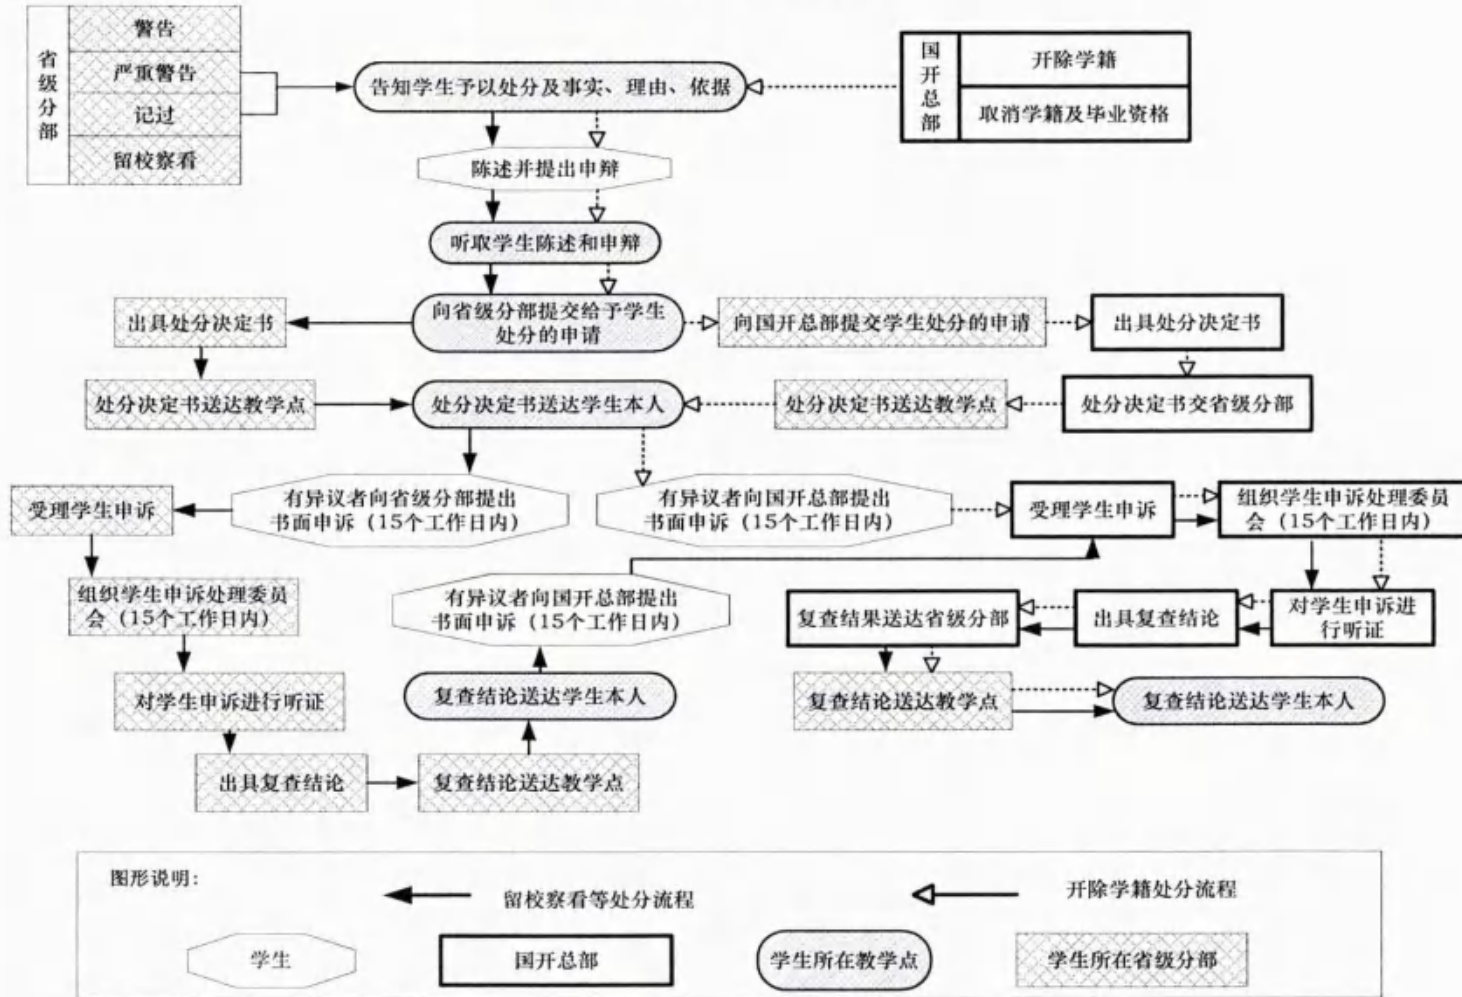 省级分部
警告
严重警告
记过
留校察看
告知学生予以处分及事实、理由、依据
国开总部
开除学籍
取消学籍及毕业资格
陈述并提出申辩
听取学生陈述和申辩
出具处分决定书
向省级分部提交给予学生
处分的申请
向国开总部提交学生处分的申请
出具处分决定书
处分决定书送达教学点
处分决定书送达学生本人
处分决定书送达教学点
处分决定书交省级分部
受理学生申诉
有异议者向省级分部提出
书面申诉（15个工作日内）
有异议者向国开总部提出
书面申诉（15个工作日内）
受理学生申诉
组织学生申诉处理委员
会（15个工作日内）
组织学生申诉处理委员
会（15个工作日内）
有异议者向国开总部提出
书面申诉（15个工作日内）
复查结果送达省级分部
出具复查结论
对学生申诉进
行听证
对学生申诉进行听证
复查结论送达学生本人
复查结论送达教学点
复查结论送达学生本人
出具复查结论
复查结论送达教学点
图形说明：
留校察看等处分流程
开除学籍处分流程
学生
国开总部
学生所在教学点
学生所在省级分部